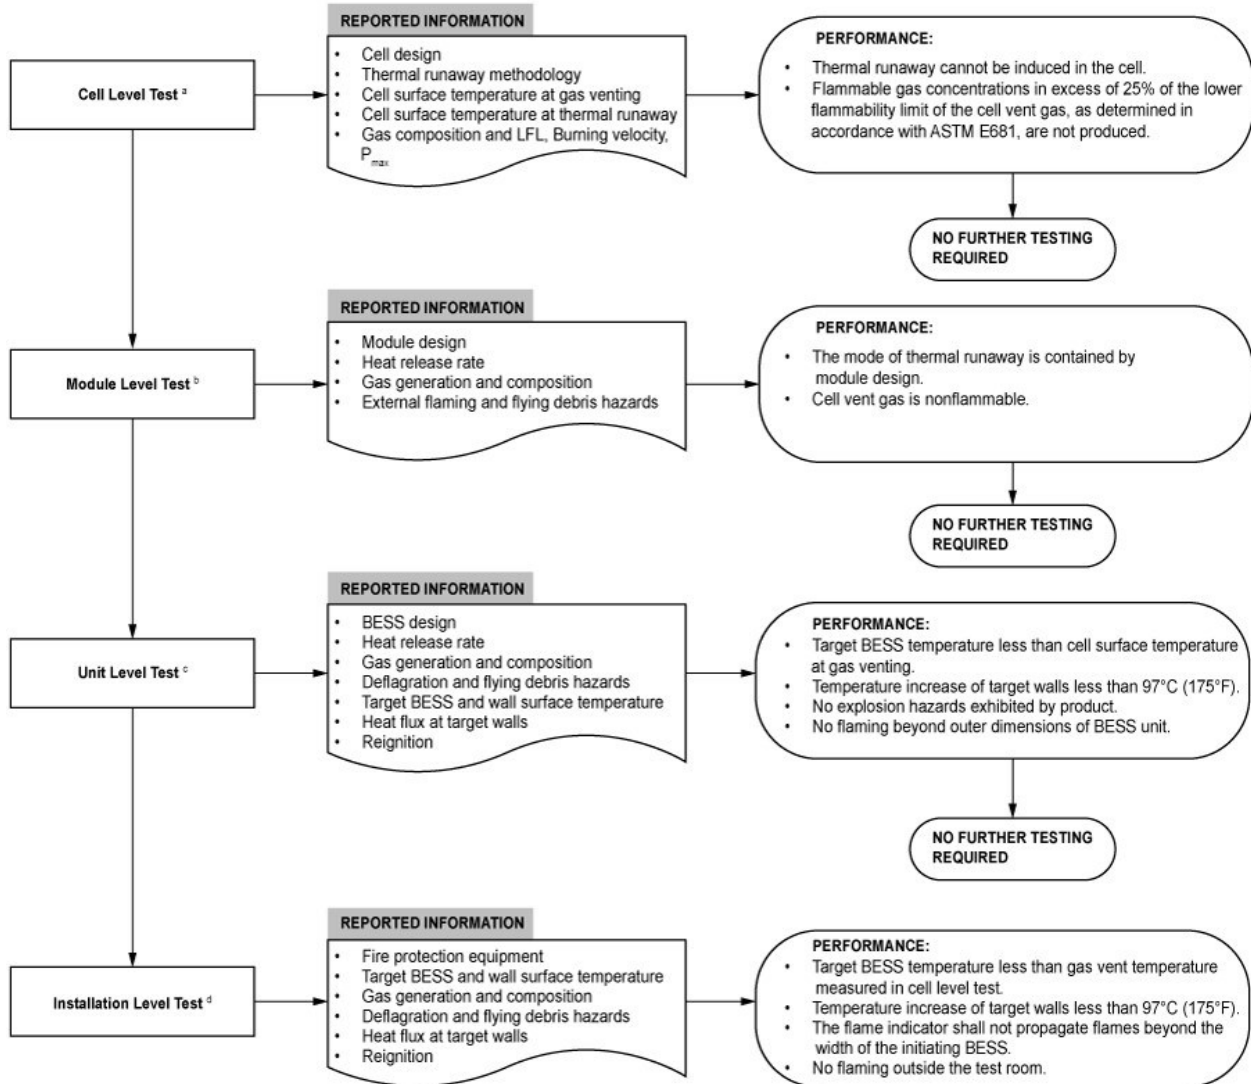 REPORTED INFORMATION
Cell Level Test ᵃ
• Cell design
• Thermal runaway methodology
• Cell surface temperature at gas venting
• Cell surface temperature at thermal runaway
• Gas composition and LFL, Burning velocity,
Pmax
PERFORMANCE:
• Thermal runaway cannot be induced in the cell.
• Flammable gas concentrations in excess of 25% of the lower
flammability limit of the cell vent gas, as determined in
accordance with ASTM E681, are not produced.
NO FURTHER TESTING
REQUIRED
REPORTED INFORMATION
Module Level Test ᵇ
• Module design
• Heat release rate
• Gas generation and composition
• External flaming and flying debris hazards
PERFORMANCE:
• The mode of thermal runaway is contained by
module design.
• Cell vent gas is nonflammable.
NO FURTHER TESTING
REQUIRED
REPORTED INFORMATION
Unit Level Test ᶜ
• BESS design
• Heat release rate
• Gas generation and composition
• Deflagration and flying debris hazards
• Target BESS and wall surface temperature
• Heat flux at target walls
• Reignition
PERFORMANCE:
• Target BESS temperature less than cell surface temperature
at gas venting.
• Temperature increase of target walls less than 97°C (175°F).
• No explosion hazards exhibited by product.
• No flaming beyond outer dimensions of BESS unit.
NO FURTHER TESTING
REQUIRED
REPORTED INFORMATION
Installation Level Test ᵈ
• Fire protection equipment
• Target BESS and wall surface temperature
• Gas generation and composition
• Deflagration and flying debris hazards
• Heat flux at target walls
• Reignition
PERFORMANCE:
• Target BESS temperature less than gas vent temperature
measured in cell level test.
• Temperature increase of target walls less than 97°C (175°F).
• The flame indicator shall not propagate flames beyond the
width of the initiating BESS.
• No flaming outside the test room.